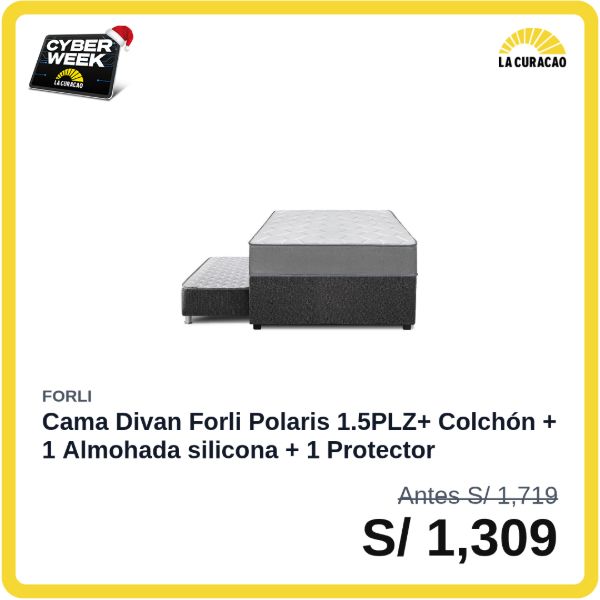 CYBER
WEEK
LA CURACAO
LA CURACAO
FORLI
Cama Divan Forli Polaris 1.5PLZ+ Colchón +
1 Almohada silicona + 1 Protector
Antes S/ 1,719
S/ 1,309